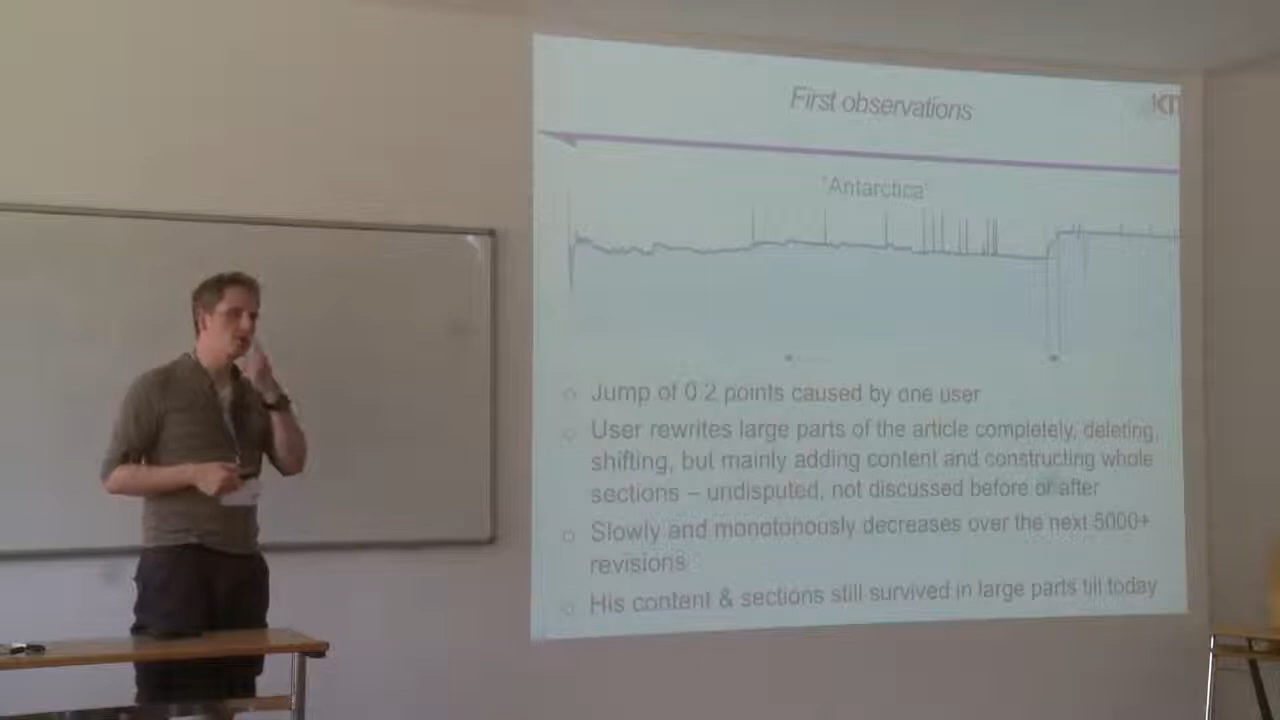 First observations
KIT
'Antarctica'
Jump of 0.2 points caused by one user
User rewrites large parts of the article completely, deleting,
shifting, but mainly adding content and constructing whole
sections – undisputed, not discussed before or after
Slowly and monotonously decreases over the next 5000+
revisions
His content & sections still survived in large parts till today